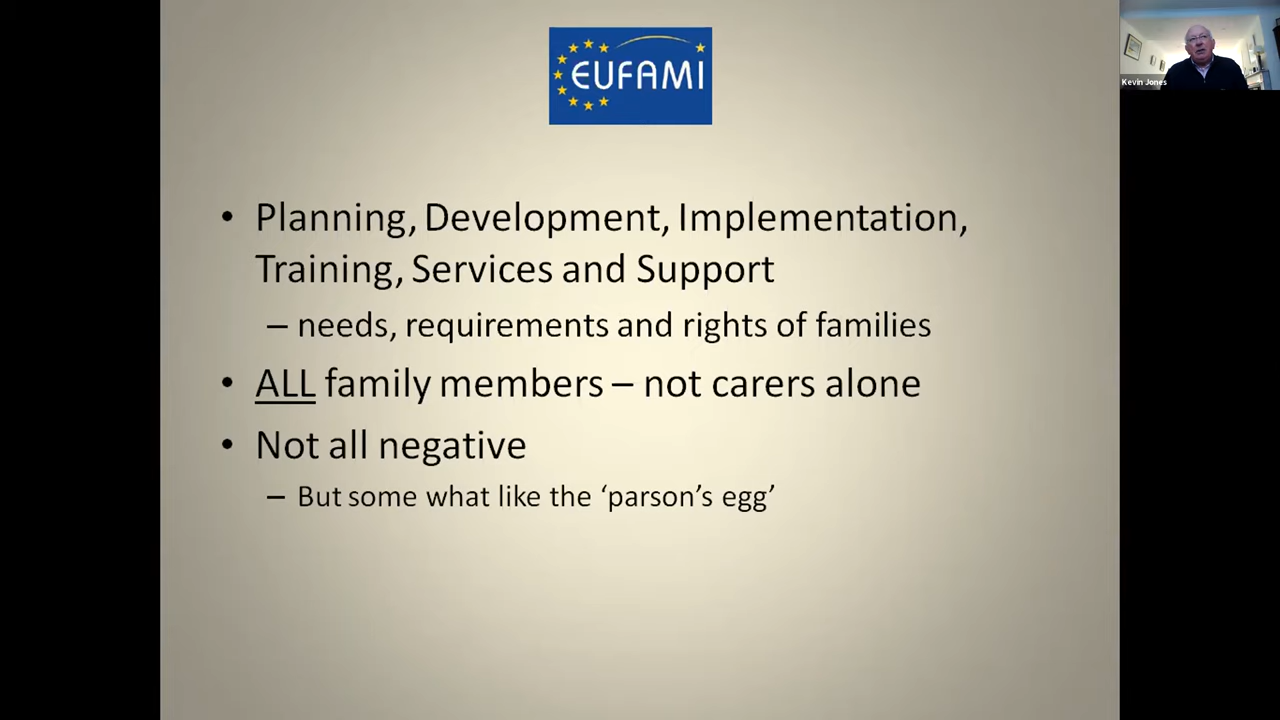 EUFAMI
Kevin Jones
• Planning, Development, Implementation,
Training, Services and Support
– needs, requirements and rights of families
• ALL family members – not carers alone
• Not all negative
– But some what like the ‘parson’s egg’